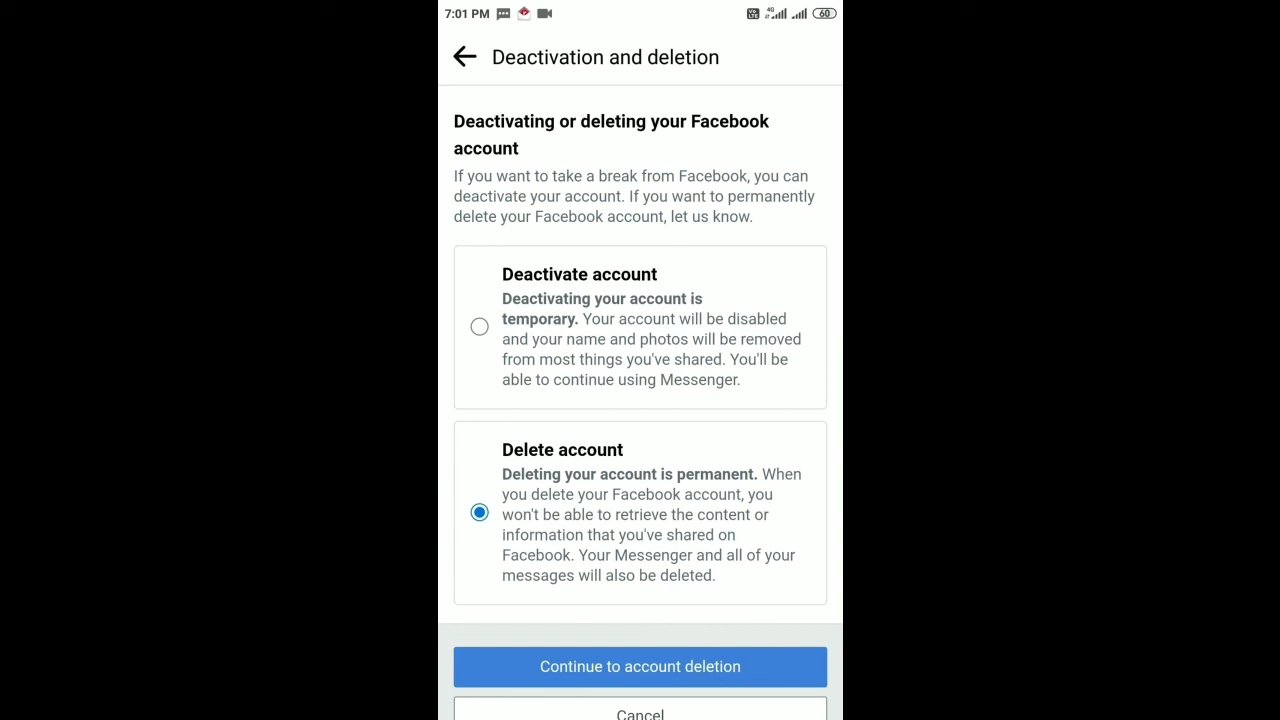 7:01 PM
Vo LTE 4G 60
Deactivation and deletion
Deactivating or deleting your Facebook
account
If you want to take a break from Facebook, you can
deactivate your account. If you want to permanently
delete your Facebook account, let us know.
Deactivate account
Deactivating your account is
temporary. Your account will be disabled
and your name and photos will be removed
from most things you've shared. You'll be
able to continue using Messenger.
Delete account
Deleting your account is permanent. When
you delete your Facebook account, you
won't be able to retrieve the content or
information that you've shared on
Facebook. Your Messenger and all of your
messages will also be deleted.
Continue to account deletion
Cancel